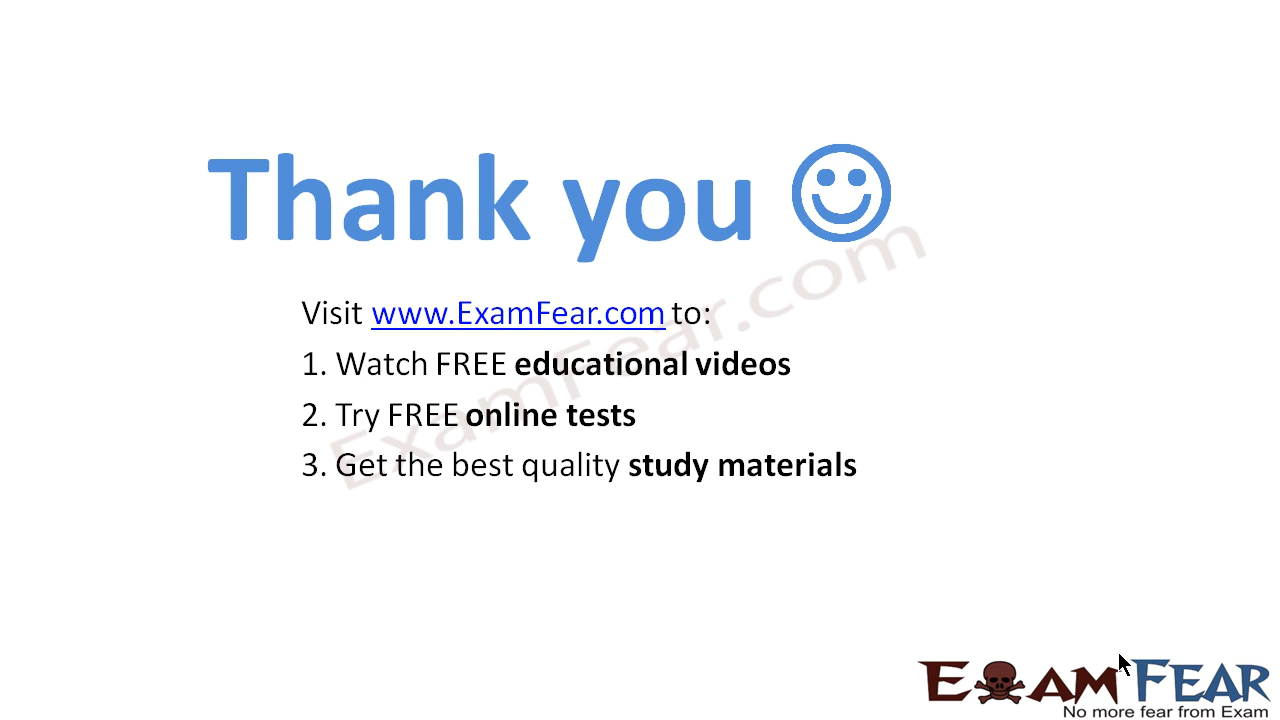 Thank you
Visit www.ExamFear.com to:
1. Watch FREE educational videos
2. Try FREE online tests
3. Get the best quality study materials
ExamFear.com
EXAMFEAR
No more fear from Exam